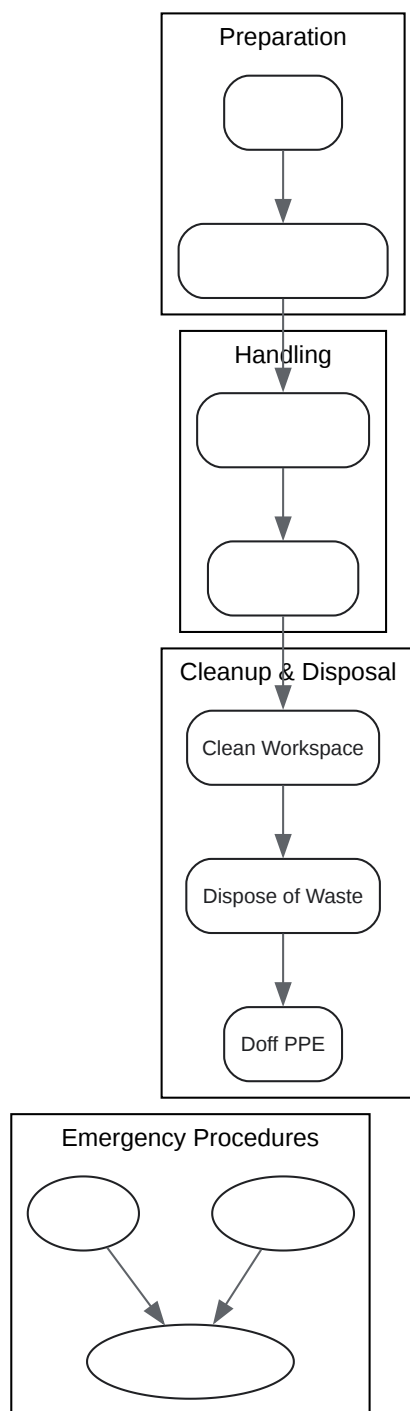 Preparation
Handling
Cleanup & Disposal
Clean Workspace
Dispose of Waste
Doff PPE
Emergency Procedures